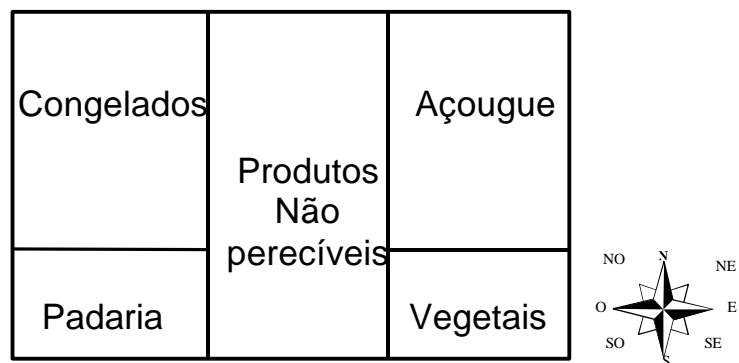 Congelados
Açougue
Produtos
Não
perecíveis
Padaria
Vegetais
NO
N
NE
O
E
SO
SE
S